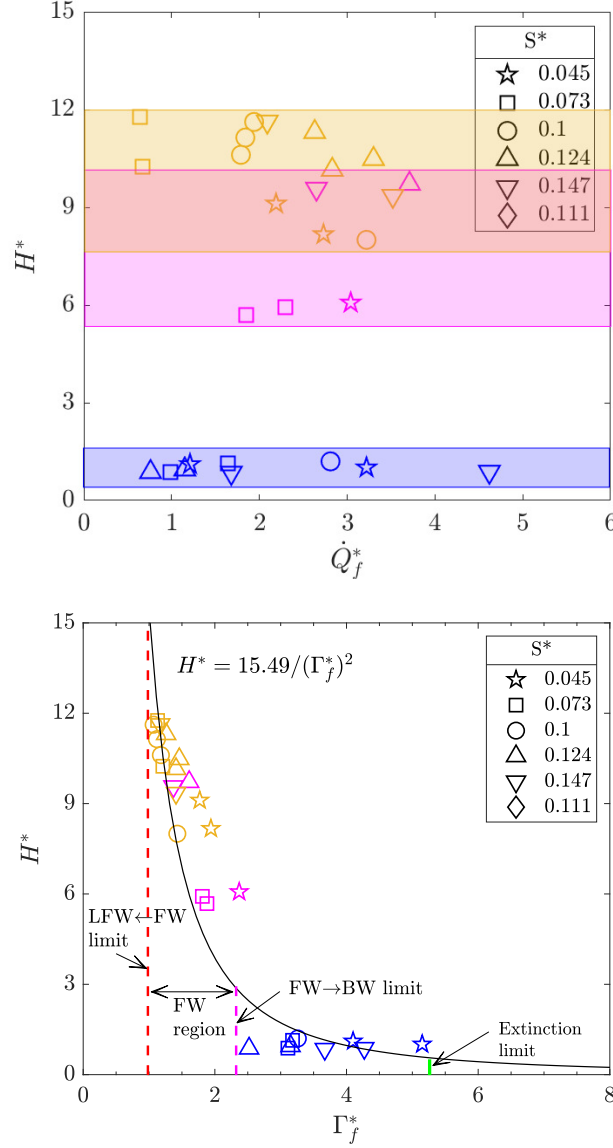 15
12
9
6
3
0
H*
0 1 2 3 4 5 6
Q̇*_f
S*
0.045
0.073
0.1
0.124
0.147
0.111
15
12
9
6
3
0
H*
H* = 15.49/(Γ*_f)²
S*
0.045
0.073
0.1
0.124
0.147
0.111
LFW←FW
limit
FW
region
FW→BW limit
Extinction
limit
0 2 4 6 8
Γ*_f